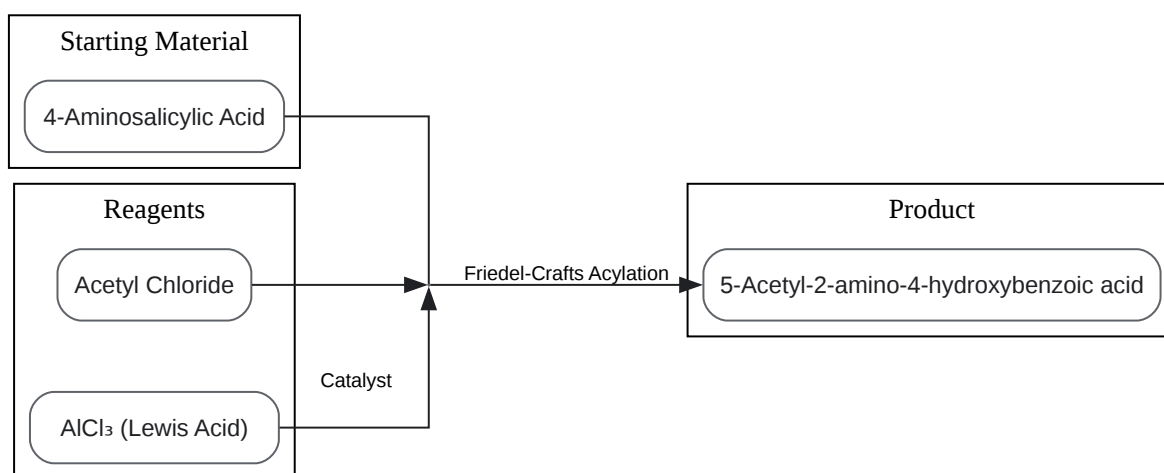 Starting Material
4-Aminosalicylic Acid
Reagents
Acetyl Chloride
AlCl₃ (Lewis Acid)
Catalyst
Friedel-Crafts Acylation
Product
5-Acetyl-2-amino-4-hydroxybenzoic acid